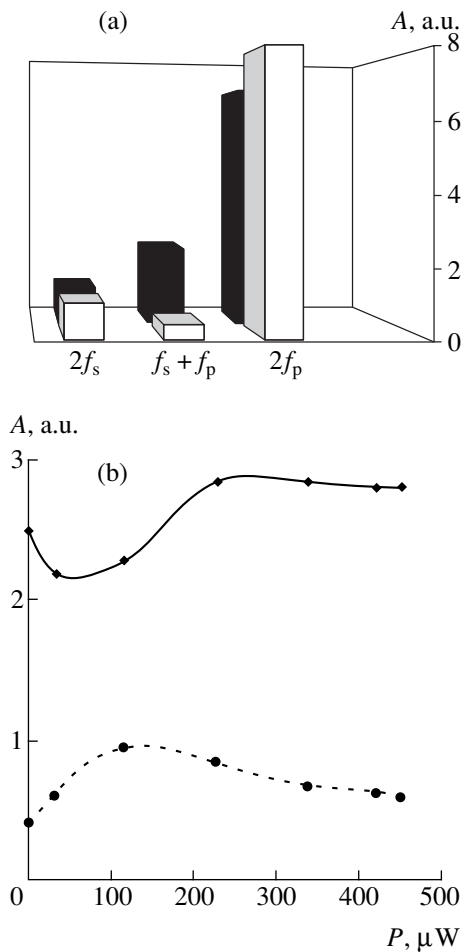 (a)
A, a.u.
8
6
4
2
0
2fs
fs + fp
2fp
A, a.u.
(b)
3
2
1
0 100 200 300 400 500
P, μW